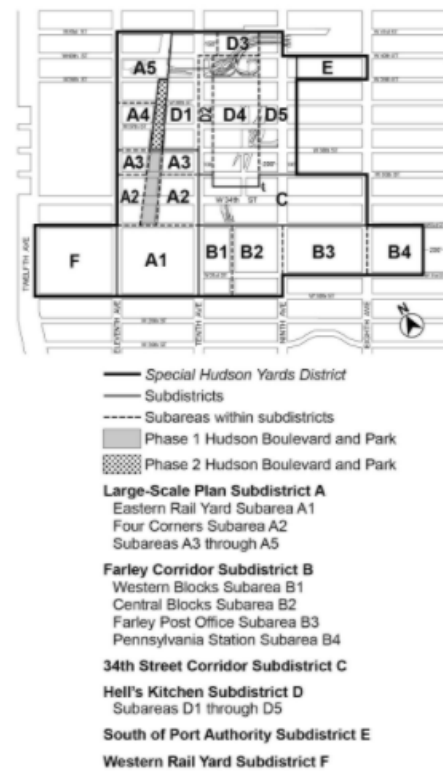 D3
A5
E
A4
D1
D2
D4
D5
A3
A3
A2
A2
W 34th ST
C
F
A1
B1
B2
B3
B4
TWELFTH AVE
ELEVENTH AVE
TENTH AVE
NINTH AVE
EIGHTH AVE
N
Special Hudson Yards District
Subdistricts
Subareas within subdistricts
Phase 1 Hudson Boulevard and Park
Phase 2 Hudson Boulevard and Park
Large-Scale Plan Subdistrict A
Eastern Rail Yard Subarea A1
Four Corners Subarea A2
Subareas A3 through A5
Farley Corridor Subdistrict B
Western Blocks Subarea B1
Central Blocks Subarea B2
Farley Post Office Subarea B3
Pennsylvania Station Subarea B4
34th Street Corridor Subdistrict C
Hell's Kitchen Subdistrict D
Subareas D1 through D5
South of Port Authority Subdistrict E
Western Rail Yard Subdistrict F